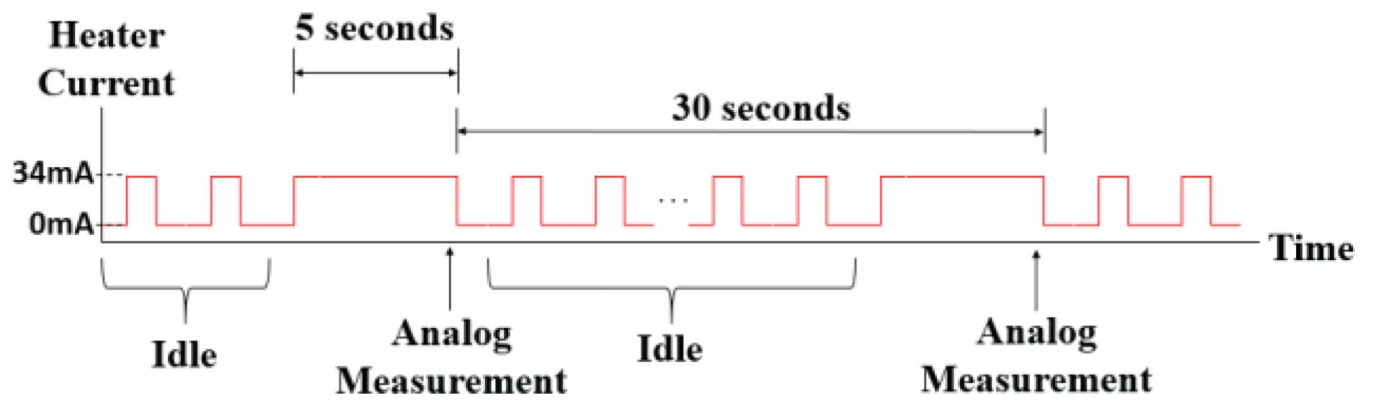 Heater
Current
5 seconds
30 seconds
34mA
0mA
...
Time
Idle
Analog
Measurement
Idle
Analog
Measurement